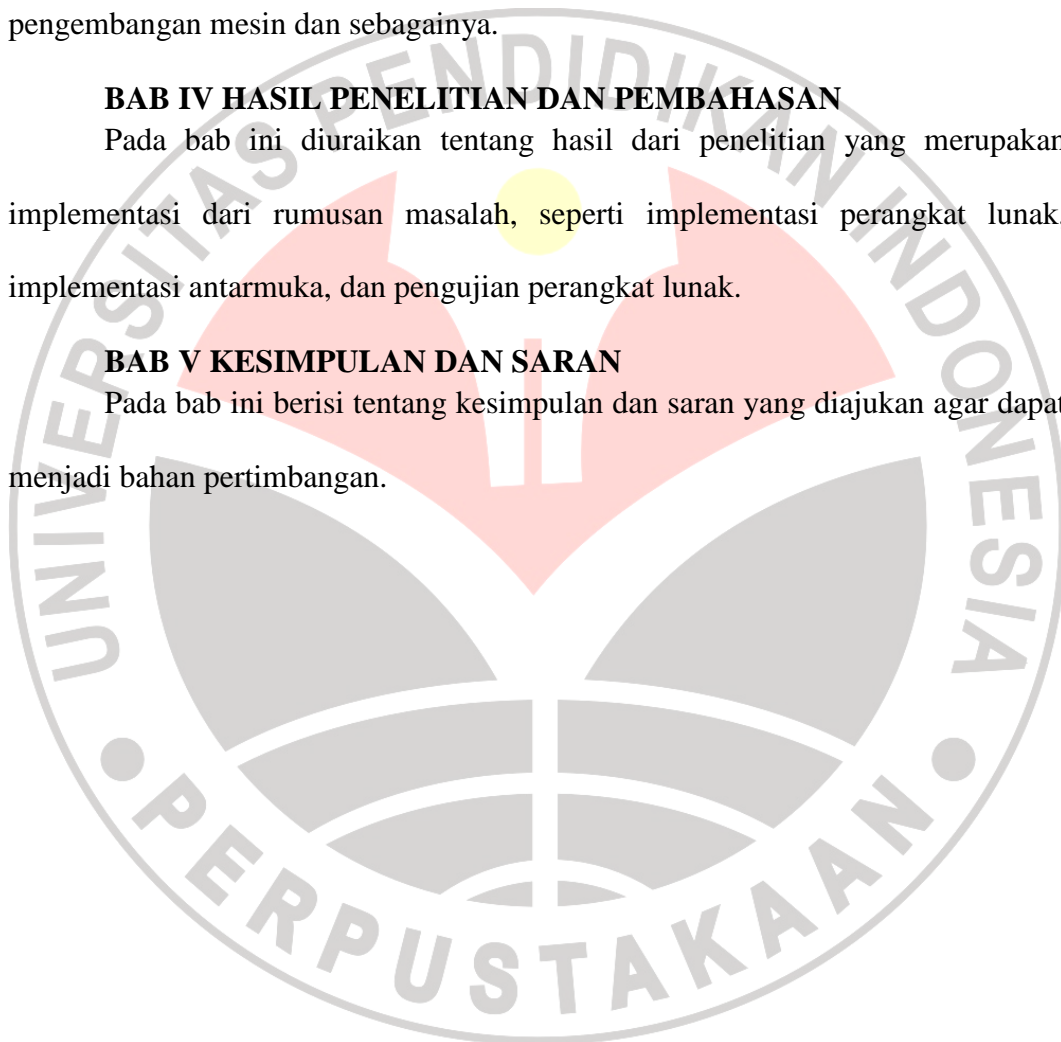 pengembangan mesin dan sebagainya.
BAB IV HASIL PENELITIAN DAN PEMBAHASAN
Pada bab ini diuraikan tentang hasil dari penelitian yang merupakan
implementasi dari rumusan masalah, seperti implementasi perangkat lunak,
implementasi antarmuka, dan pengujian perangkat lunak.
BAB V KESIMPULAN DAN SARAN
Pada bab ini berisi tentang kesimpulan dan saran yang diajukan agar dapat
menjadi bahan pertimbangan.
UNIVERSITAS PENDIDIKAN INDONESIA
PERPUSTAKAAN